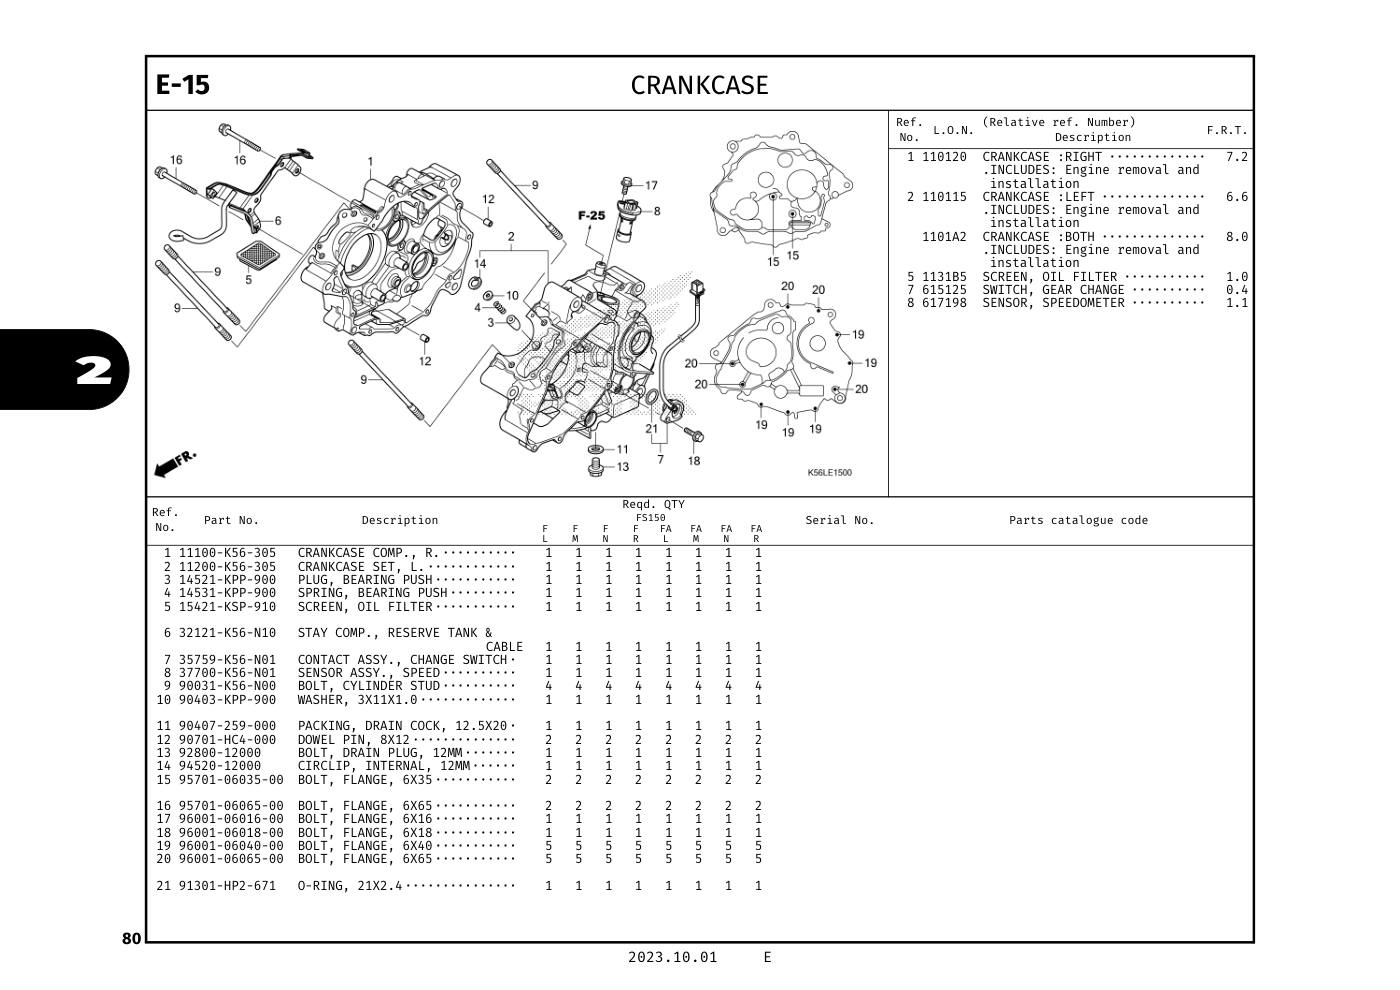 E-15
CRANKCASE
16
16
1
9
17
12
8
F-25
6
2
15
15
14
9
5
10
20
20
4
9
3
19
12
20
19
9
20
20
21
19
19
19
11
7
18
13
FR.
K56LE1500
Ref. No. L.O.N. (Relative ref. Number) Description F.R.T.
1 110120 CRANKCASE :RIGHT ············· 7.2
.INCLUDES: Engine removal and
installation
2 110115 CRANKCASE :LEFT ·············· 6.6
.INCLUDES: Engine removal and
installation
1101A2 CRANKCASE :BOTH ·············· 8.0
.INCLUDES: Engine removal and
installation
5 1131B5 SCREEN, OIL FILTER ··········· 1.0
7 615125 SWITCH, GEAR CHANGE ·········· 0.4
8 617198 SENSOR, SPEEDOMETER ·········· 1.1
2
Ref. No. Part No. Description Reqd. QTY Serial No. Parts catalogue code
FS150
F F F F FA FA FA FA
L M N R L M N R
1 11100-K56-305 CRANKCASE COMP., R.·········· 1 1 1 1 1 1 1 1
2 11200-K56-305 CRANKCASE SET, L.············ 1 1 1 1 1 1 1 1
3 14521-KPP-900 PLUG, BEARING PUSH··········· 1 1 1 1 1 1 1 1
4 14531-KPP-900 SPRING, BEARING PUSH········· 1 1 1 1 1 1 1 1
5 15421-KSP-910 SCREEN, OIL FILTER··········· 1 1 1 1 1 1 1 1
6 32121-K56-N10 STAY COMP., RESERVE TANK &
CABLE 1 1 1 1 1 1 1 1
7 35759-K56-N01 CONTACT ASSY., CHANGE SWITCH· 1 1 1 1 1 1 1 1
8 37700-K56-N01 SENSOR ASSY., SPEED·········· 1 1 1 1 1 1 1 1
9 90031-K56-N00 BOLT, CYLINDER STUD·········· 4 4 4 4 4 4 4 4
10 90403-KPP-900 WASHER, 3X11X1.0············· 1 1 1 1 1 1 1 1
11 90407-259-000 PACKING, DRAIN COCK, 12.5X20· 1 1 1 1 1 1 1 1
12 90701-HC4-000 DOWEL PIN, 8X12·············· 2 2 2 2 2 2 2 2
13 92800-12000 BOLT, DRAIN PLUG, 12MM······· 1 1 1 1 1 1 1 1
14 94520-12000 CIRCLIP, INTERNAL, 12MM······ 1 1 1 1 1 1 1 1
15 95701-06035-00 BOLT, FLANGE, 6X35··········· 2 2 2 2 2 2 2 2
16 95701-06065-00 BOLT, FLANGE, 6X65··········· 2 2 2 2 2 2 2 2
17 96001-06016-00 BOLT, FLANGE, 6X16··········· 1 1 1 1 1 1 1 1
18 96001-06018-00 BOLT, FLANGE, 6X18··········· 1 1 1 1 1 1 1 1
19 96001-06040-00 BOLT, FLANGE, 6X40··········· 5 5 5 5 5 5 5 5
20 96001-06065-00 BOLT, FLANGE, 6X65··········· 5 5 5 5 5 5 5 5
21 91301-HP2-671 O-RING, 21X2.4··············· 1 1 1 1 1 1 1 1
80
2023.10.01 E